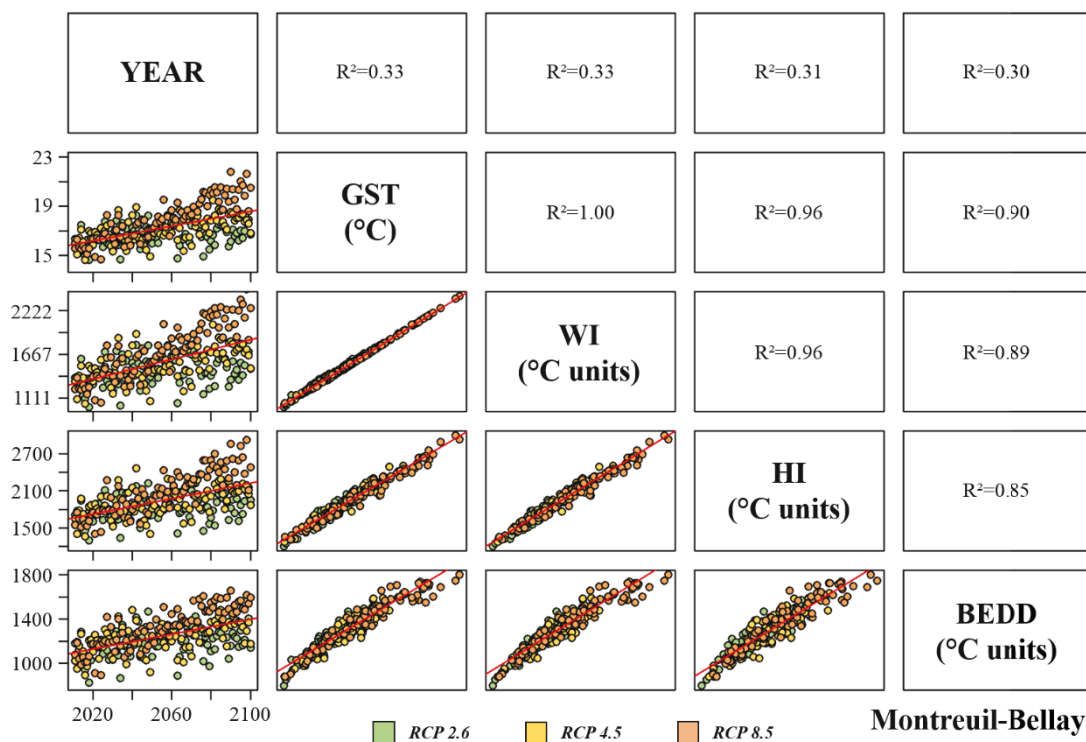 YEAR
R²=0.33
R²=0.33
R²=0.31
R²=0.30
23
19
15
GST
(°C)
R²=1.00
R²=0.96
R²=0.90
2222
1667
1111
WI
(°C units)
R²=0.96
R²=0.89
2700
2100
1500
HI
(°C units)
R²=0.85
1800
1400
1000
BEDD
(°C units)
2020 2060 2100
RCP 2.6 RCP 4.5 RCP 8.5
Montreuil-Bellay